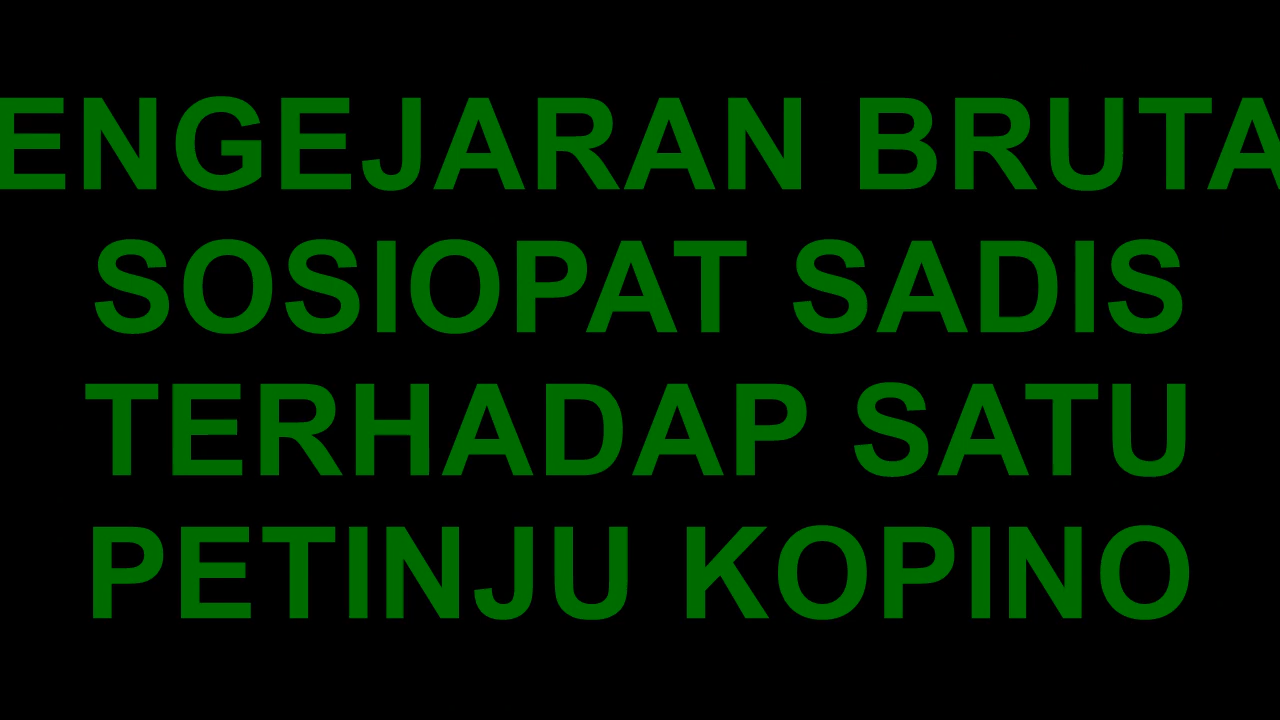 ENGEJARAN BRUTA
SOSIOPAT SADIS
TERHADAP SATU
PETINJU KOPINO